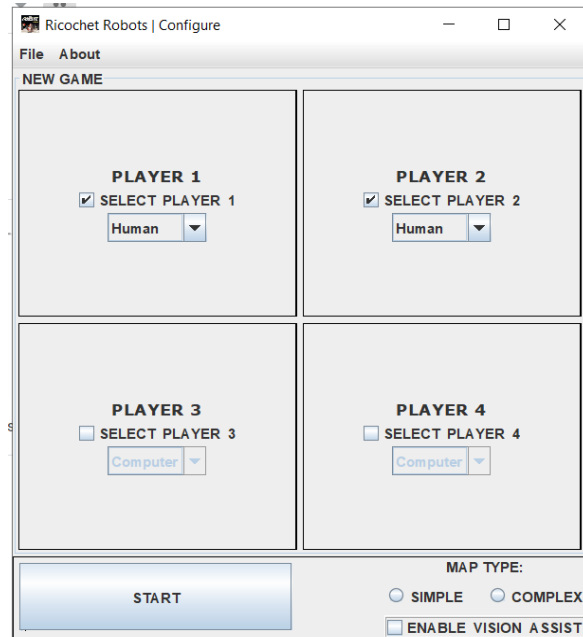 Ricochet Robots | Configure
File About
NEW GAME
PLAYER 1
SELECT PLAYER 1
Human
PLAYER 2
SELECT PLAYER 2
Human
PLAYER 3
SELECT PLAYER 3
Computer
PLAYER 4
SELECT PLAYER 4
Computer
START
MAP TYPE:
SIMPLE COMPLEX
ENABLE VISION ASSIST